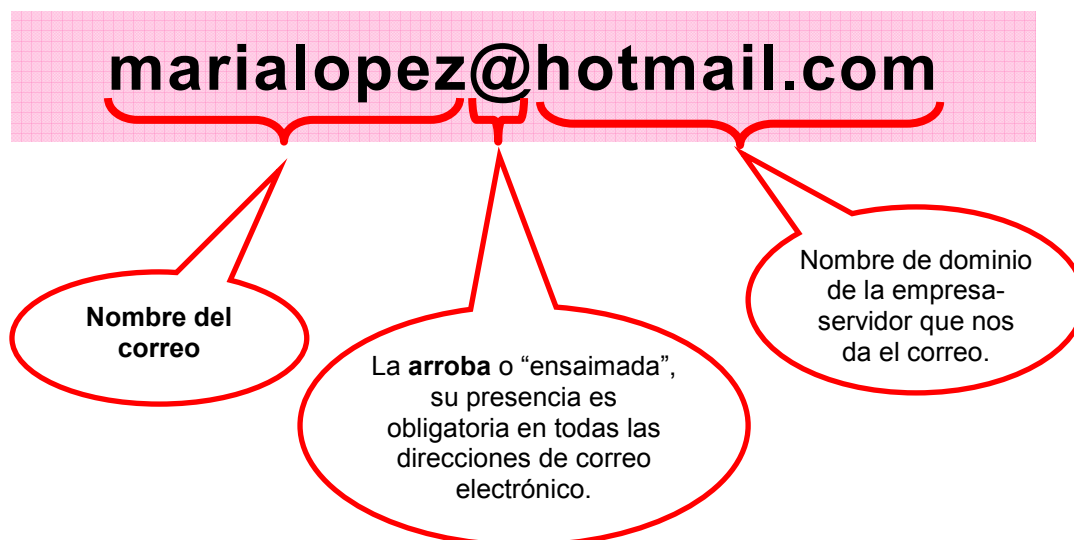 marialopez@hotmail.com
Nombre del
correo
La arroba o “ensaimada”,
su presencia es
obligatoria en todas las
direcciones de correo
electrónico.
Nombre de dominio
de la empresa-
servidor que nos
da el correo.